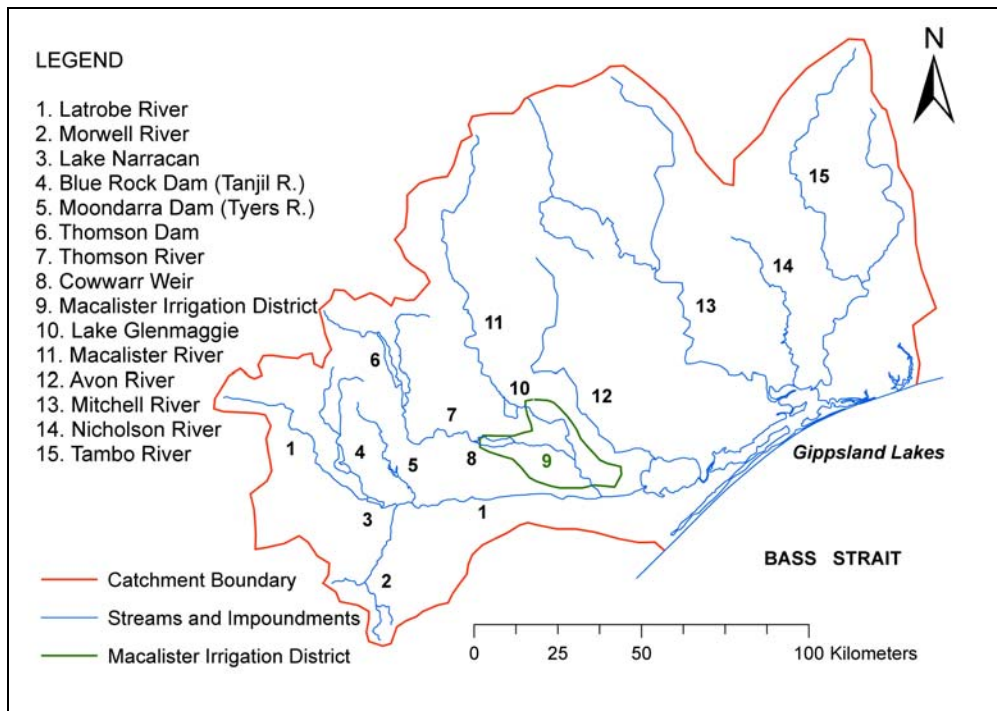 LEGEND
1. Latrobe River
2. Morwell River
3. Lake Narracan
4. Blue Rock Dam (Tanjil R.)
5. Moondarra Dam (Tyers R.)
6. Thomson Dam
7. Thomson River
8. Cowwarr Weir
9. Macalister Irrigation District
10. Lake Glenmaggie
11. Macalister River
12. Avon River
13. Mitchell River
14. Nicholson River
15. Tambo River
N
15
14
13
11
6
10
12
7
1
4
5
8
9
3
1
2
Gippsland Lakes
BASS STRAIT
Catchment Boundary
Streams and Impoundments
Macalister Irrigation District
0 25 50 100 Kilometers